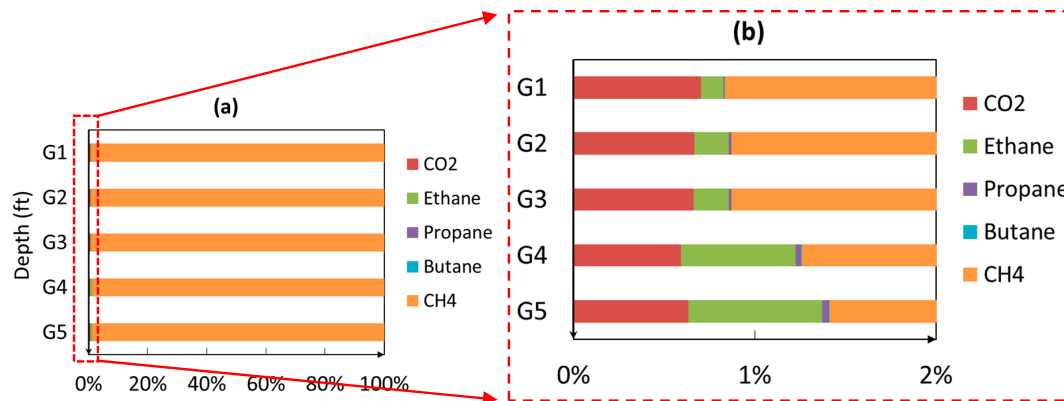 (a)
Depth (ft)
G1
G2
G3
G4
G5
0% 20% 40% 60% 80% 100%
CO2
Ethane
Propane
Butane
CH4
(b)
G1
G2
G3
G4
G5
0% 1% 2%
CO2
Ethane
Propane
Butane
CH4